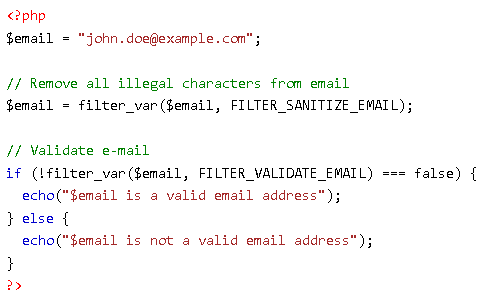 <?php
$email = "john.doe@example.com";
// Remove all illegal characters from email
$email = filter_var($email, FILTER_SANITIZE_EMAIL);
// Validate e-mail
if (!filter_var($email, FILTER_VALIDATE_EMAIL) === false) {
echo("$email is a valid email address");
} else {
echo("$email is not a valid email address");
}
?>